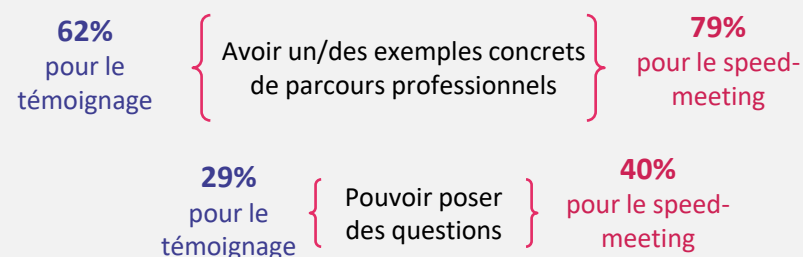 62%
pour le
témoignage
Avoir un/des exemples concrets
de parcours professionnels
79%
pour le speed-
meeting
29%
pour le
témoignage
Pouvoir poser
des questions
40%
pour le speed-
meeting